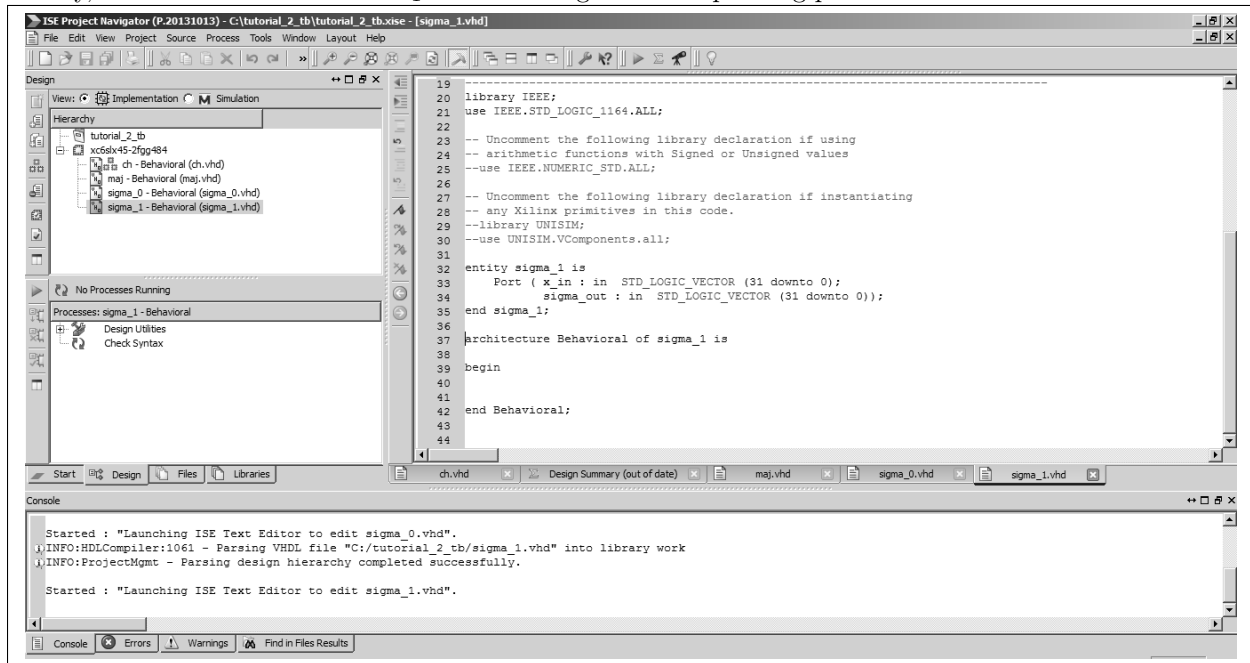 ISE Project Navigator (P.20131013) - C:\tutorial_2_tb\tutorial_2_tb.xise - [sigma_1.vhd]
File Edit View Project Source Process Tools Window Layout Help
Design
View: Implementation Simulation
Hierarchy
tutorial_2_tb
xc6slx45-2fgg484
ch - Behavioral (ch.vhd)
maj - Behavioral (maj.vhd)
sigma_0 - Behavioral (sigma_0.vhd)
sigma_1 - Behavioral (sigma_1.vhd)
No Processes Running
Processes: sigma_1 - Behavioral
Design Utilities
Check Syntax
Start Design Files Libraries
19 --------------------------------------------------------------------------------
20 library IEEE;
21 use IEEE.STD_LOGIC_1164.ALL;
22
23 -- Uncomment the following library declaration if using
24 -- arithmetic functions with Signed or Unsigned values
25 --use IEEE.NUMERIC_STD.ALL;
26
27 -- Uncomment the following library declaration if instantiating
28 -- any Xilinx primitives in this code.
29 --library UNISIM;
30 --use UNISIM.VComponents.all;
31
32 entity sigma_1 is
33 Port ( x_in : in STD_LOGIC_VECTOR (31 downto 0);
34 sigma_out : in STD_LOGIC_VECTOR (31 downto 0));
35 end sigma_1;
36
37 architecture Behavioral of sigma_1 is
38
39 begin
40
41
42 end Behavioral;
43
44
ch.vhd Design Summary (out of date) maj.vhd sigma_0.vhd sigma_1.vhd
Console
Started : "Launching ISE Text Editor to edit sigma_0.vhd".
INFO:HDLCompiler:1061 - Parsing VHDL file "C:/tutorial_2_tb/sigma_1.vhd" into library work
INFO:ProjectMgmt - Parsing design hierarchy completed successfully.
Started : "Launching ISE Text Editor to edit sigma_1.vhd".
Console Errors Warnings Find in Files Results